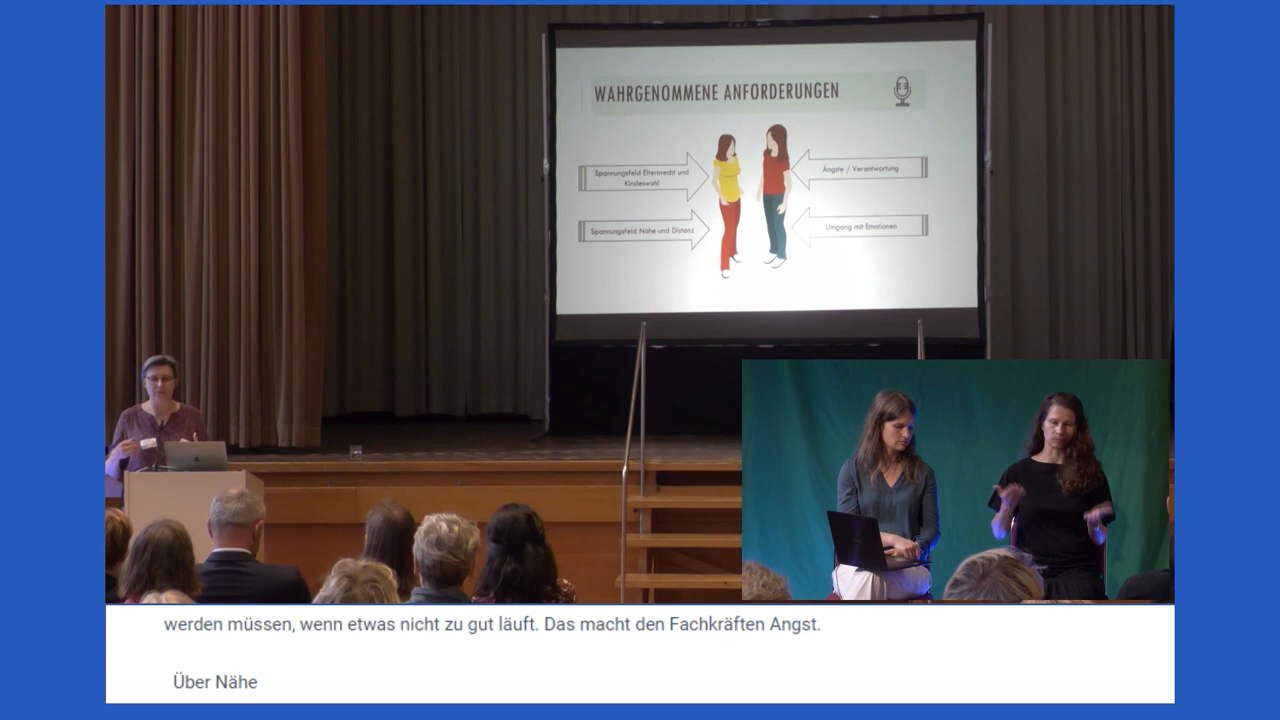 WAHRGENOMMENE ANFORDERUNGEN
Spannungsfeld Elternrecht und
Kindeswohl
Ängste / Verantwortung
Spannungsfeld Nähe und Distanz
Umgang mit Emotionen
werden müssen, wenn etwas nicht zu gut läuft. Das macht den Fachkräften Angst.
Über Nähe